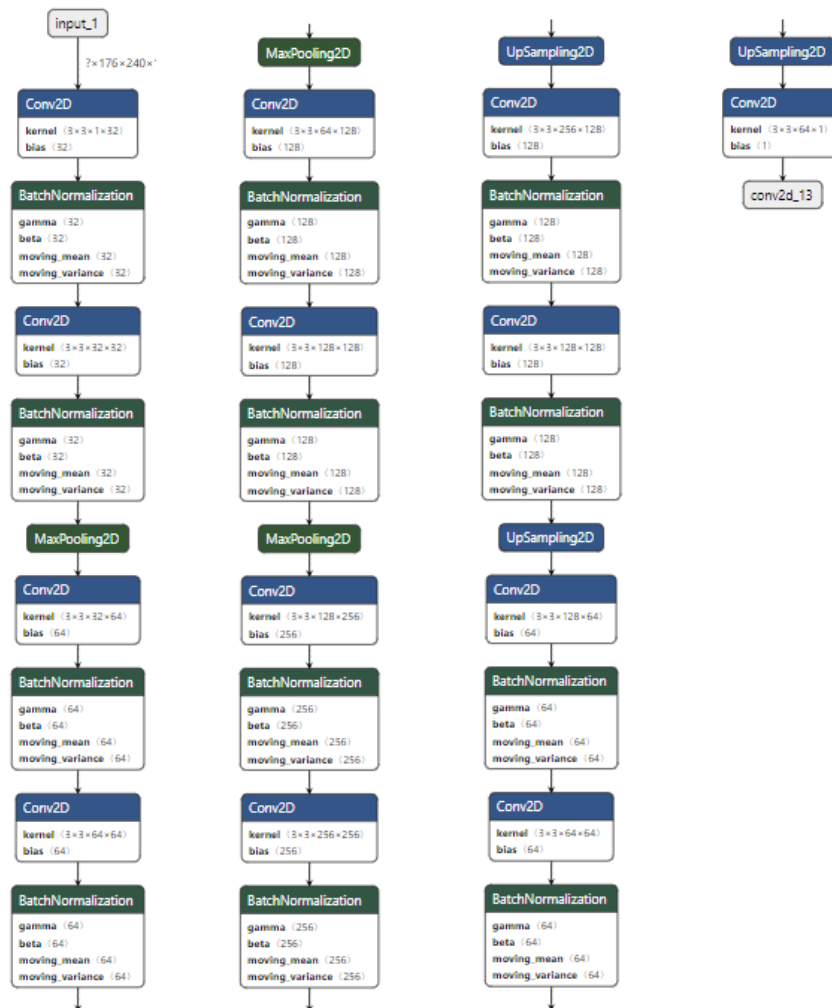 input_1
?×176×240×
Conv2D
kernel ⟨3×3×1×32⟩
bias ⟨32⟩
BatchNormalization
gamma ⟨32⟩
beta ⟨32⟩
moving_mean ⟨32⟩
moving_variance ⟨32⟩
Conv2D
kernel ⟨3×3×32×32⟩
bias ⟨32⟩
BatchNormalization
gamma ⟨32⟩
beta ⟨32⟩
moving_mean ⟨32⟩
moving_variance ⟨32⟩
MaxPooling2D
Conv2D
kernel ⟨3×3×32×64⟩
bias ⟨64⟩
BatchNormalization
gamma ⟨64⟩
beta ⟨64⟩
moving_mean ⟨64⟩
moving_variance ⟨64⟩
Conv2D
kernel ⟨3×3×64×64⟩
bias ⟨64⟩
BatchNormalization
gamma ⟨64⟩
beta ⟨64⟩
moving_mean ⟨64⟩
moving_variance ⟨64⟩
MaxPooling2D
Conv2D
kernel ⟨3×3×64×128⟩
bias ⟨128⟩
BatchNormalization
gamma ⟨128⟩
beta ⟨128⟩
moving_mean ⟨128⟩
moving_variance ⟨128⟩
Conv2D
kernel ⟨3×3×128×128⟩
bias ⟨128⟩
BatchNormalization
gamma ⟨128⟩
beta ⟨128⟩
moving_mean ⟨128⟩
moving_variance ⟨128⟩
MaxPooling2D
Conv2D
kernel ⟨3×3×128×256⟩
bias ⟨256⟩
BatchNormalization
gamma ⟨256⟩
beta ⟨256⟩
moving_mean ⟨256⟩
moving_variance ⟨256⟩
Conv2D
kernel ⟨3×3×256×256⟩
bias ⟨256⟩
BatchNormalization
gamma ⟨256⟩
beta ⟨256⟩
moving_mean ⟨256⟩
moving_variance ⟨256⟩
UpSampling2D
Conv2D
kernel ⟨3×3×256×128⟩
bias ⟨128⟩
BatchNormalization
gamma ⟨128⟩
beta ⟨128⟩
moving_mean ⟨128⟩
moving_variance ⟨128⟩
Conv2D
kernel ⟨3×3×128×128⟩
bias ⟨128⟩
BatchNormalization
gamma ⟨128⟩
beta ⟨128⟩
moving_mean ⟨128⟩
moving_variance ⟨128⟩
UpSampling2D
Conv2D
kernel ⟨3×3×128×64⟩
bias ⟨64⟩
BatchNormalization
gamma ⟨64⟩
beta ⟨64⟩
moving_mean ⟨64⟩
moving_variance ⟨64⟩
Conv2D
kernel ⟨3×3×64×64⟩
bias ⟨64⟩
BatchNormalization
gamma ⟨64⟩
beta ⟨64⟩
moving_mean ⟨64⟩
moving_variance ⟨64⟩
UpSampling2D
Conv2D
kernel ⟨3×3×64×1⟩
bias ⟨1⟩
conv2d_13